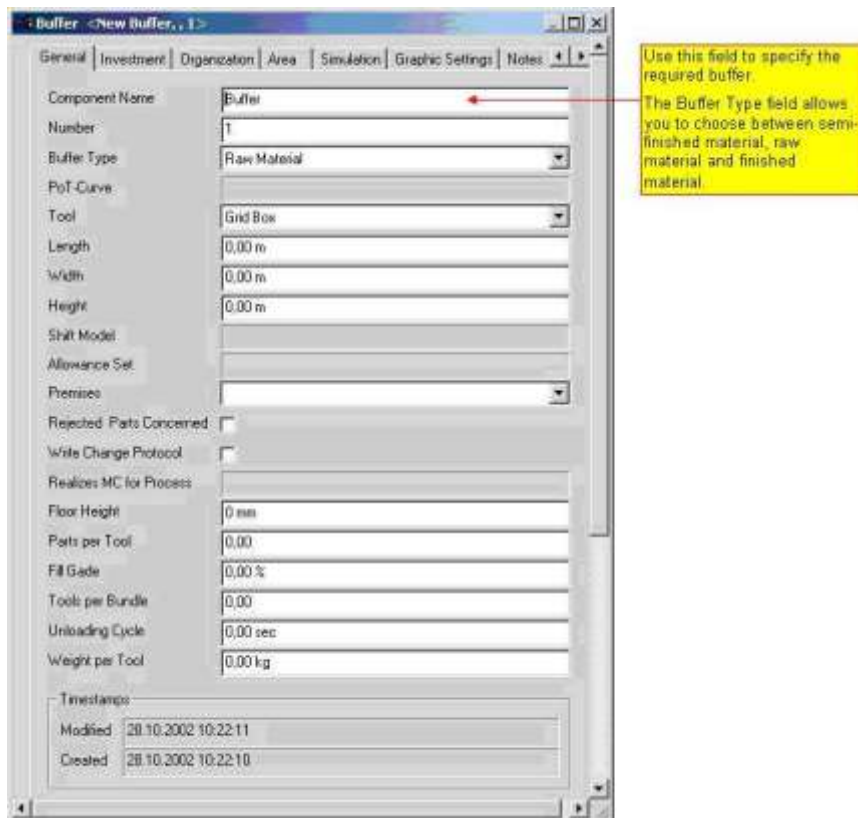 Buffer <New Buffer, , 1>
General Investment Organization Area Simulation Graphic Settings Notes
Component Name Buffer
Number 1
Buffer Type Raw Material
PoT-Curve
Tool Grid Box
Length 0,00 m
Width 0,00 m
Height 0,00 m
Shift Model
Allowance Set
Premises
Rejected Parts Concerned
Write Change Protocol
Realizes MC for Process
Floor Height 0 mm
Parts per Tool 0,00
Fill Gade 0,00 %
Tools per Bundle 0,00
Unloading Cycle 0,00 sec
Weight per Tool 0,00 kg
Timestamps
Modified 28.10.2002 10:22:11
Created 28.10.2002 10:22:10
Use this field to specify the
required buffer.
The Buffer Type field allows
you to choose between semi-
finished material, raw
material and finished
material.